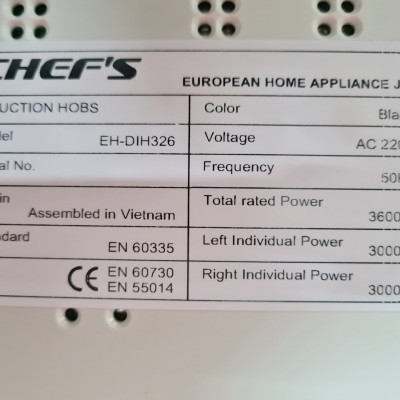 CHEF'S
EUROPEAN HOME APPLIANCE J
UCTION HOBS
Color
Bla
del
EH-DIH326
Voltage
AC 220
al No.
Frequency
50H
in
Assembled in Vietnam
Total rated Power
3600
ndard
EN 60335
Left Individual Power
3000
CE
EN 60730
EN 55014
Right Individual Power
3000